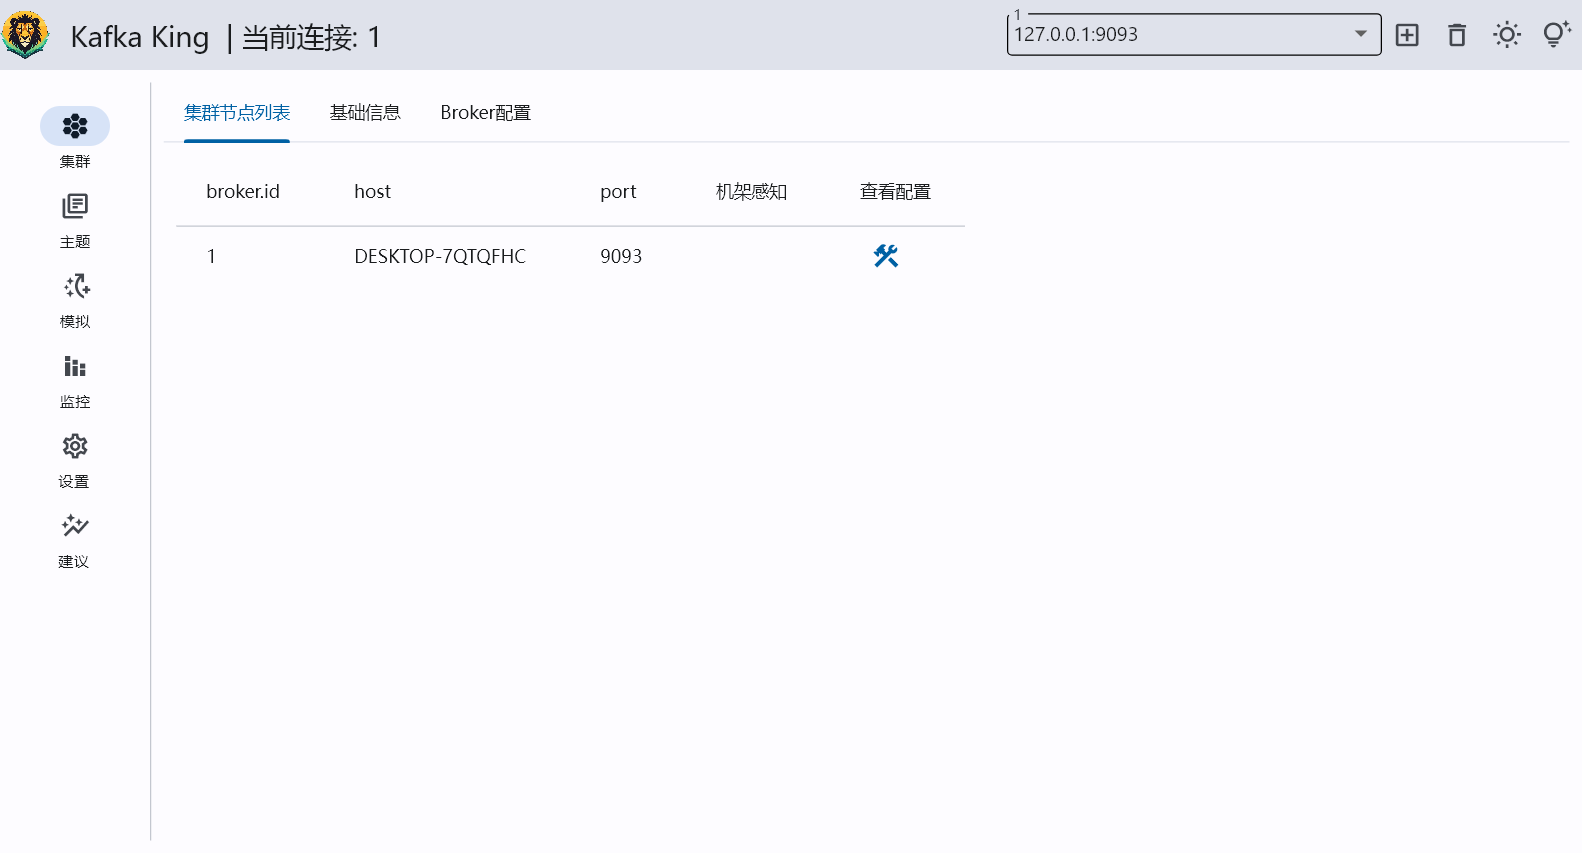 Kafka King | 当前连接: 1
1
127.0.0.1:9093
集群
主题
模拟
监控
设置
建议
集群节点列表 基础信息 Broker配置
broker.id host port 机架感知 查看配置
1 DESKTOP-7QTQFHC 9093